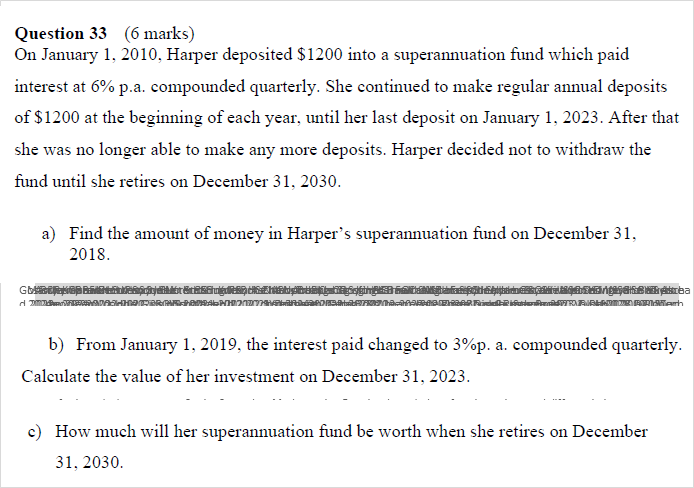 Question 33 (6 marks)
On January 1, 2010, Harper deposited $1200 into a superannuation fund which paid
interest at 6% p.a. compounded quarterly. She continued to make regular annual deposits
of $1200 at the beginning of each year, until her last deposit on January 1, 2023. After that
she was no longer able to make any more deposits. Harper decided not to withdraw the
fund until she retires on December 31, 2030.
a) Find the amount of money in Harper's superannuation fund on December 31,
2018.
b) From January 1, 2019, the interest paid changed to 3%p. a. compounded quarterly.
Calculate the value of her investment on December 31, 2023.
c) How much will her superannuation fund be worth when she retires on December
31, 2030.